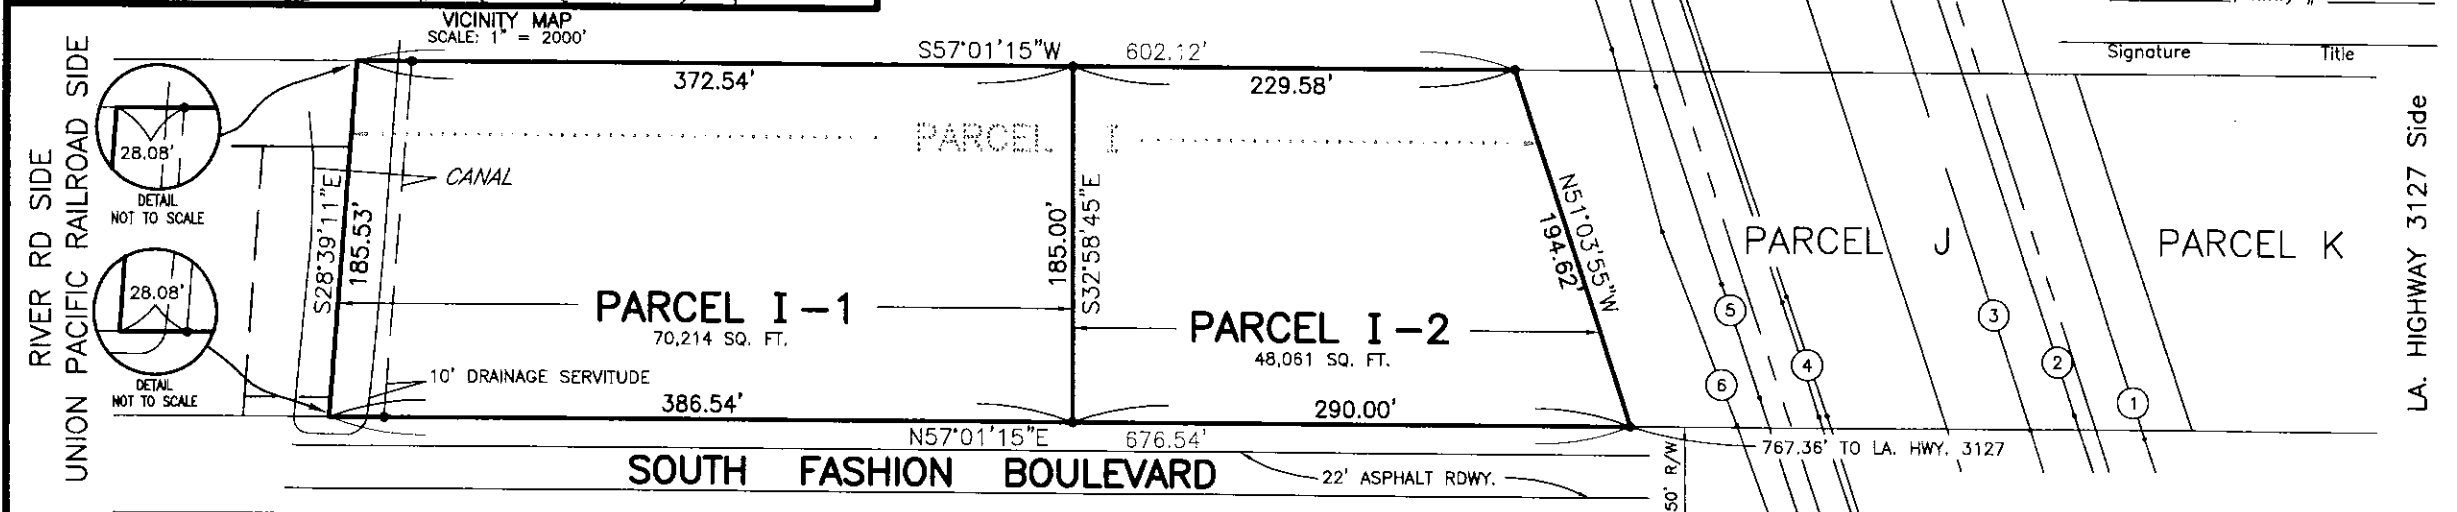 VICINITY MAP
SCALE: 1" = 2000'
Signature Title
RIVER RD SIDE
UNION PACIFIC RAILROAD SIDE
28.08'
DETAIL
NOT TO SCALE
28.08'
DETAIL
NOT TO SCALE
S57°01'15"W 602.12'
372.54'
229.58'
PARCEL I
CANAL
S28°39'11"E
185.53'
185.00'
S32°58'45"E
N51°03'55"W
194.62'
PARCEL I-1
70,214 SQ. FT.
PARCEL I-2
48,061 SQ. FT.
PARCEL J
PARCEL K
5
6
4
3
2
1
LA. HIGHWAY 3127 Side
10' DRAINAGE SERVITUDE
386.54'
290.00'
N57°01'15"E 676.54'
767.36' TO LA. HWY. 3127
SOUTH FASHION BOULEVARD
22' ASPHALT RDWY.
50' R/W